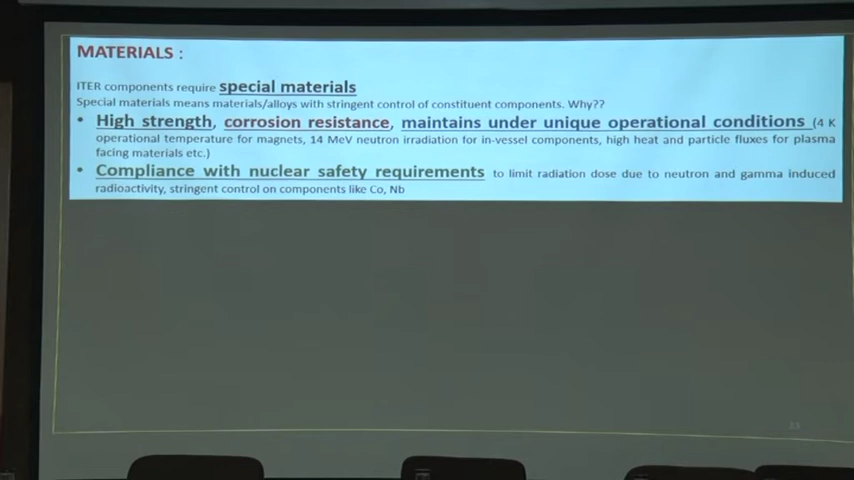 MATERIALS :
ITER components require special materials
Special materials means materials/alloys with stringent control of constituent components. Why??
• High strength, corrosion resistance, maintains under unique operational conditions (4 K
operational temperature for magnets, 14 MeV neutron irradiation for in-vessel components, high heat and particle fluxes for plasma
facing materials etc.)
• Compliance with nuclear safety requirements to limit radiation dose due to neutron and gamma induced
radioactivity, stringent control on components like Co, Nb
23